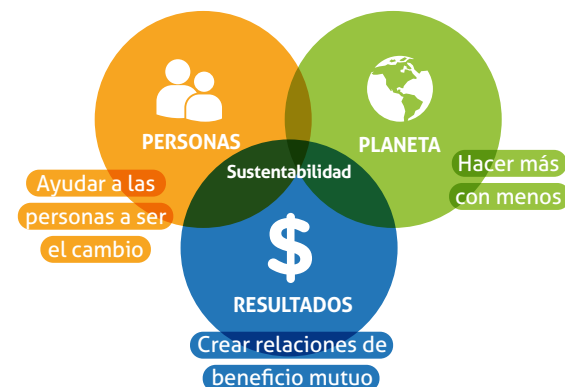 PERSONAS
PLANETA
Sustentabilidad
Ayudar a las
personas a ser
el cambio
Hacer más
con menos
$
RESULTADOS
Crear relaciones de
beneficio mutuo